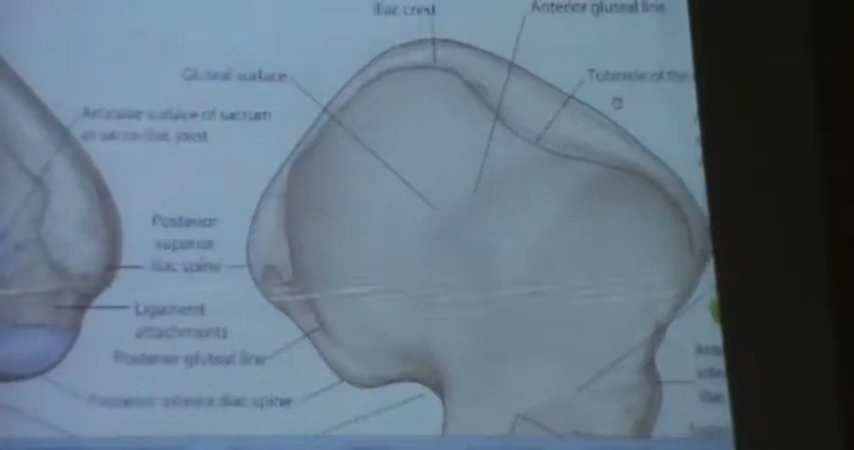 Iliac crest
Anterior gluteal line
Gluteal surface
Tubercle of the
Articular surface of sacrum
at sacro-iliac joint
Posterior
superior
iliac spine
Ligament
attachments
Posterior gluteal line
Posterior inferior iliac spine